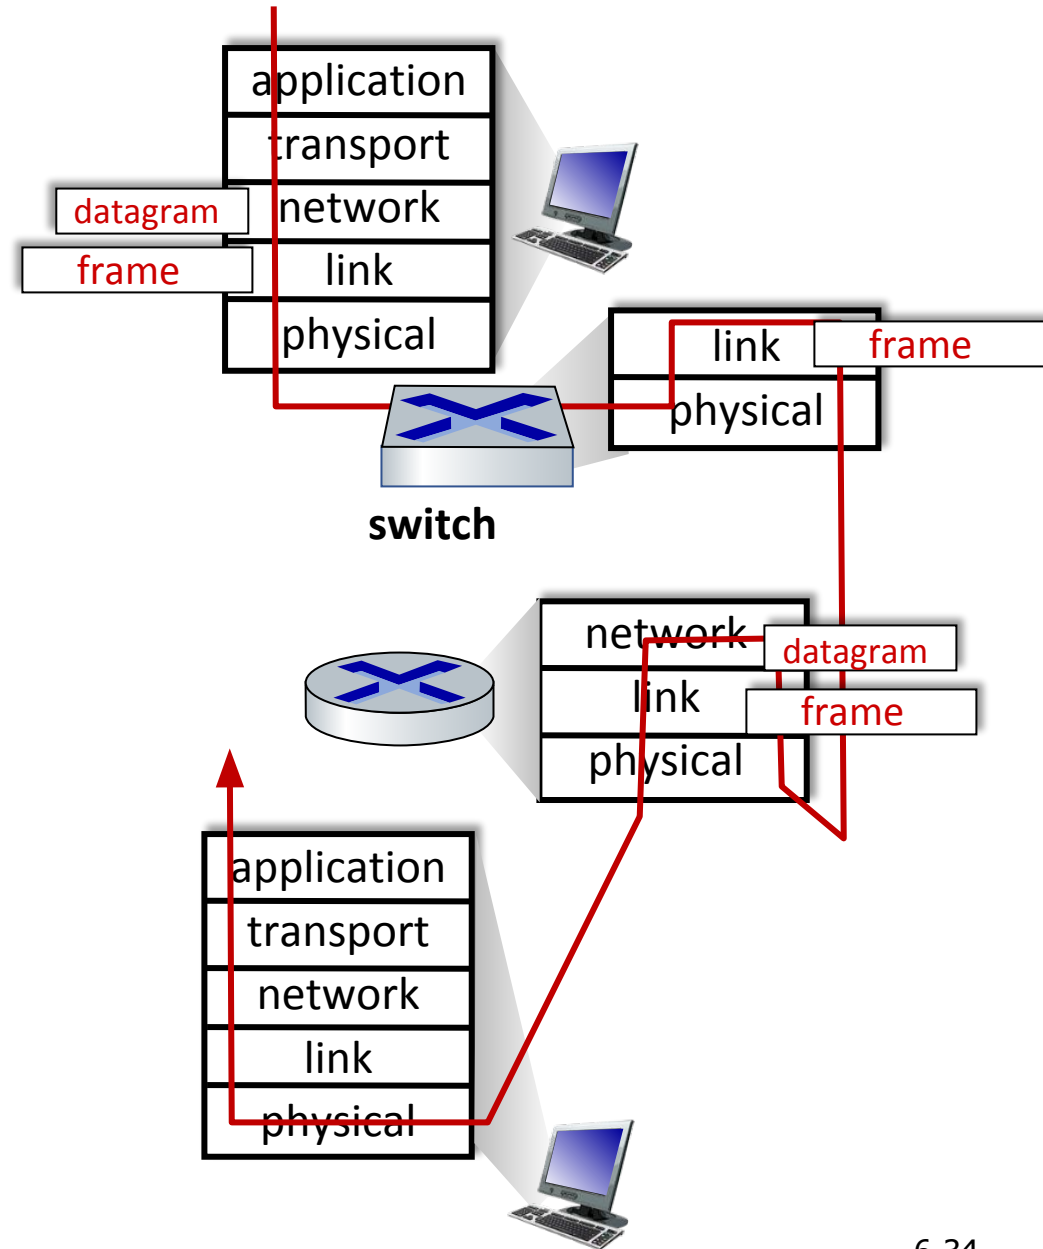 application
transport
datagram
network
frame
link
physical
link
frame
physical
switch
network
datagram
link
frame
physical
application
transport
network
link
physical